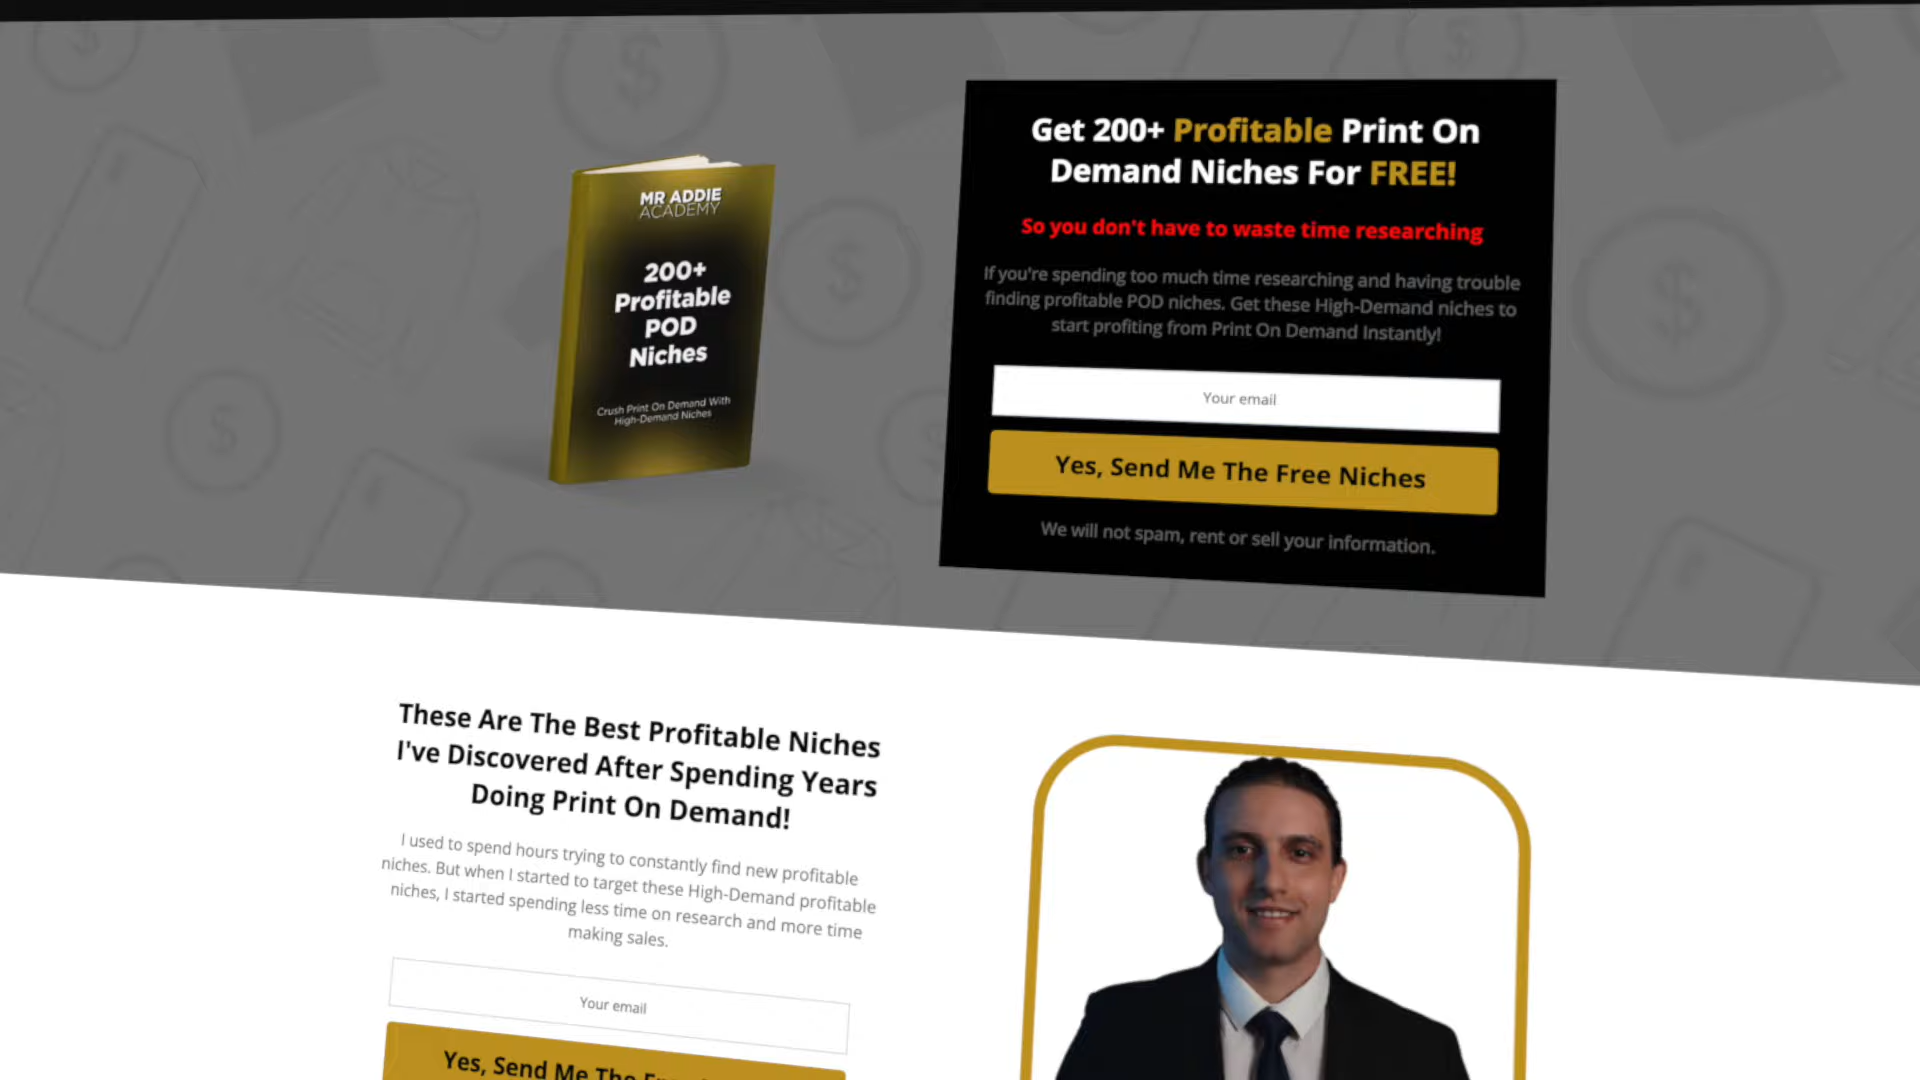 MR ADDIE
ACADEMY
200+
Profitable
POD
Niches
Crush Print On Demand With
High-Demand Niches
Get 200+ Profitable Print On
Demand Niches For FREE!
So you don't have to waste time researching
If you're spending too much time researching and having trouble
finding profitable POD niches. Get these High-Demand niches to
start profiting from Print On Demand Instantly!
Your email
Yes, Send Me The Free Niches
We will not spam, rent or sell your information.
These Are The Best Profitable Niches
I've Discovered After Spending Years
Doing Print On Demand!
I used to spend hours trying to constantly find new profitable
niches. But when I started to target these High-Demand profitable
niches, I started spending less time on research and more time
making sales.
Your email
Yes, Send Me The